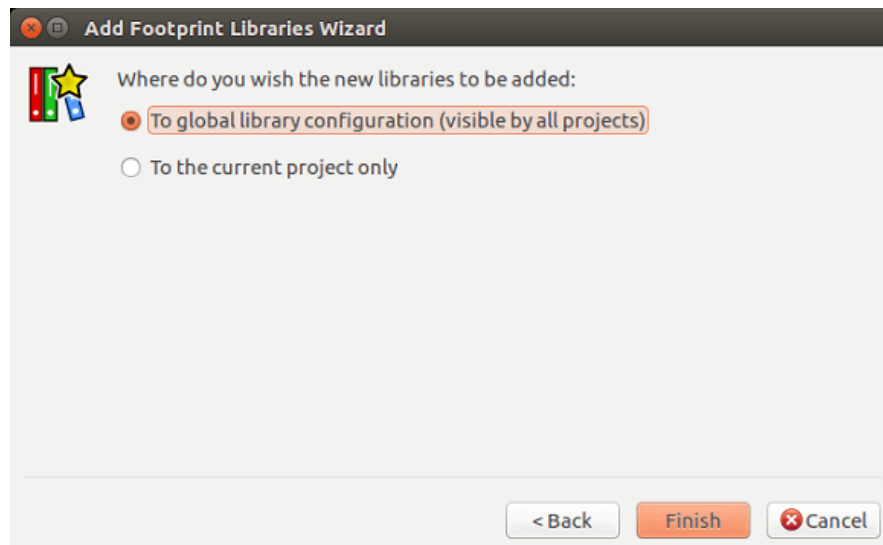 Add Footprint Libraries Wizard
Where do you wish the new libraries to be added:
To global library configuration (visible by all projects)
To the current project only
< Back Finish Cancel